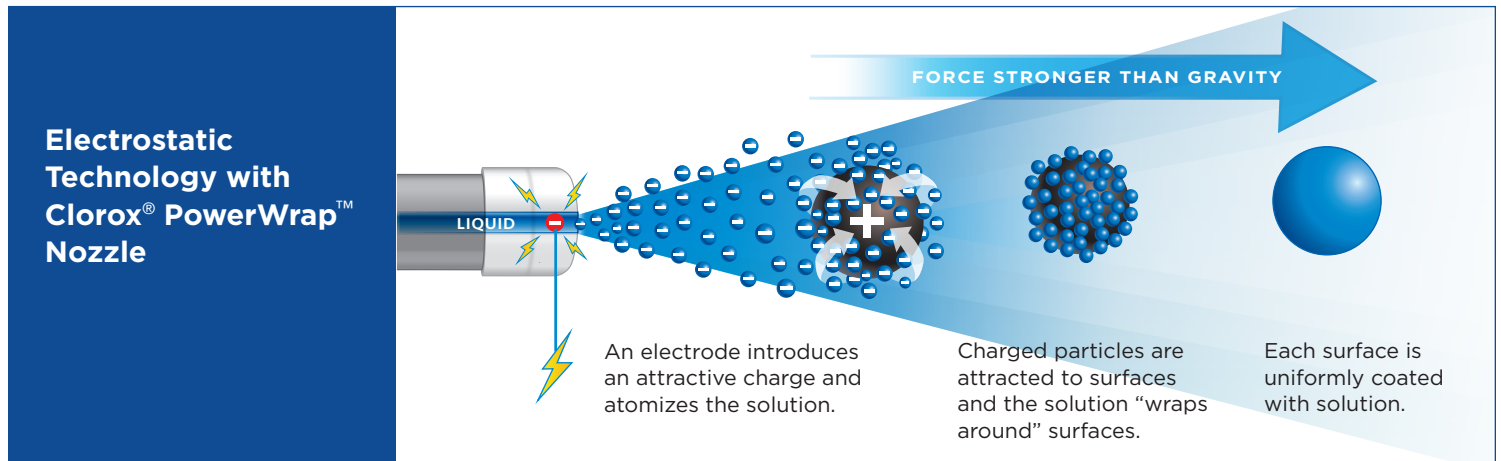 Electrostatic
Technology with
Clorox® PowerWrap™
Nozzle
FORCE STRONGER THAN GRAVITY
LIQUID
An electrode introduces
an attractive charge and
atomizes the solution.
Charged particles are
attracted to surfaces
and the solution “wraps
around” surfaces.
Each surface is
uniformly coated
with solution.